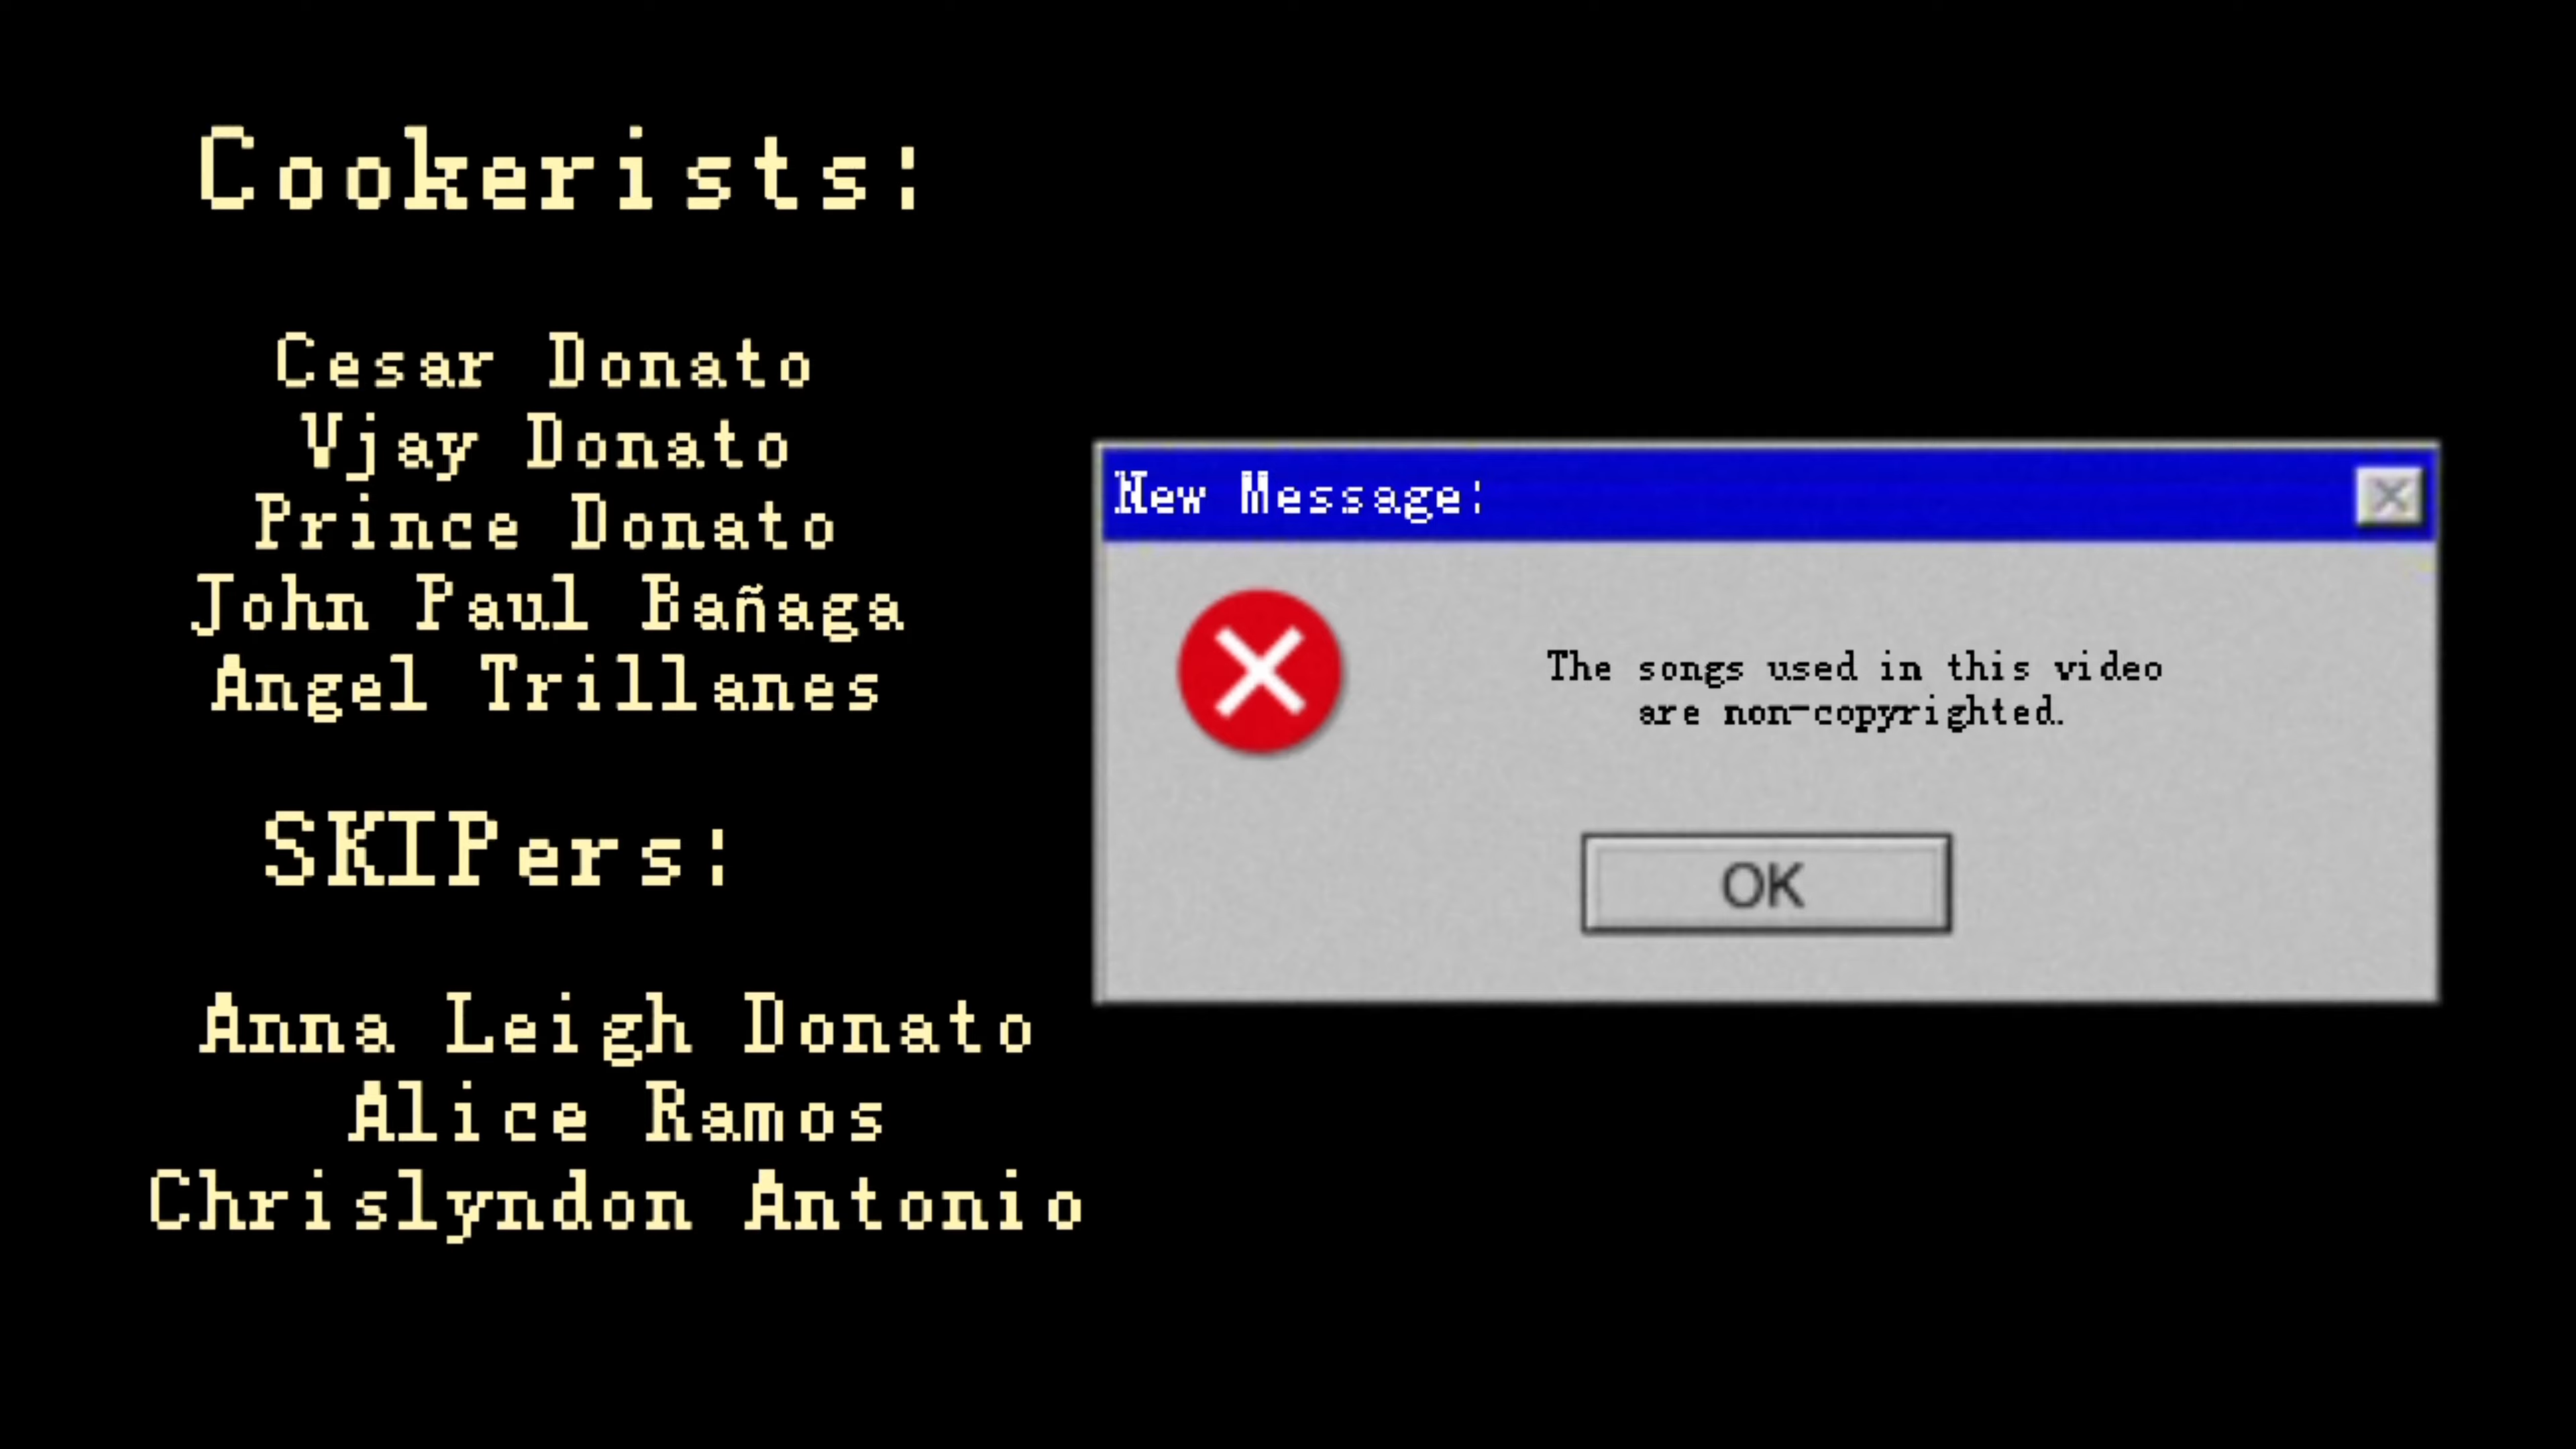 Cookerists:
Cesar Donato
Vjay Donato
Prince Donato
John Paul Bañaga
Angel Trillanes
SKIPers:
Anna Leigh Donato
Alice Ramos
Chrislyndon Antonio
New Message:
The songs used in this video
are non-copyrighted.
OK